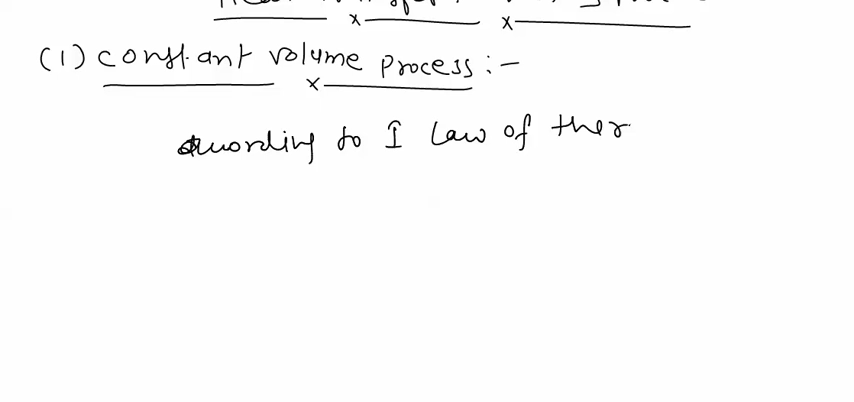 (1) constant volume process :-
according to I law of ther